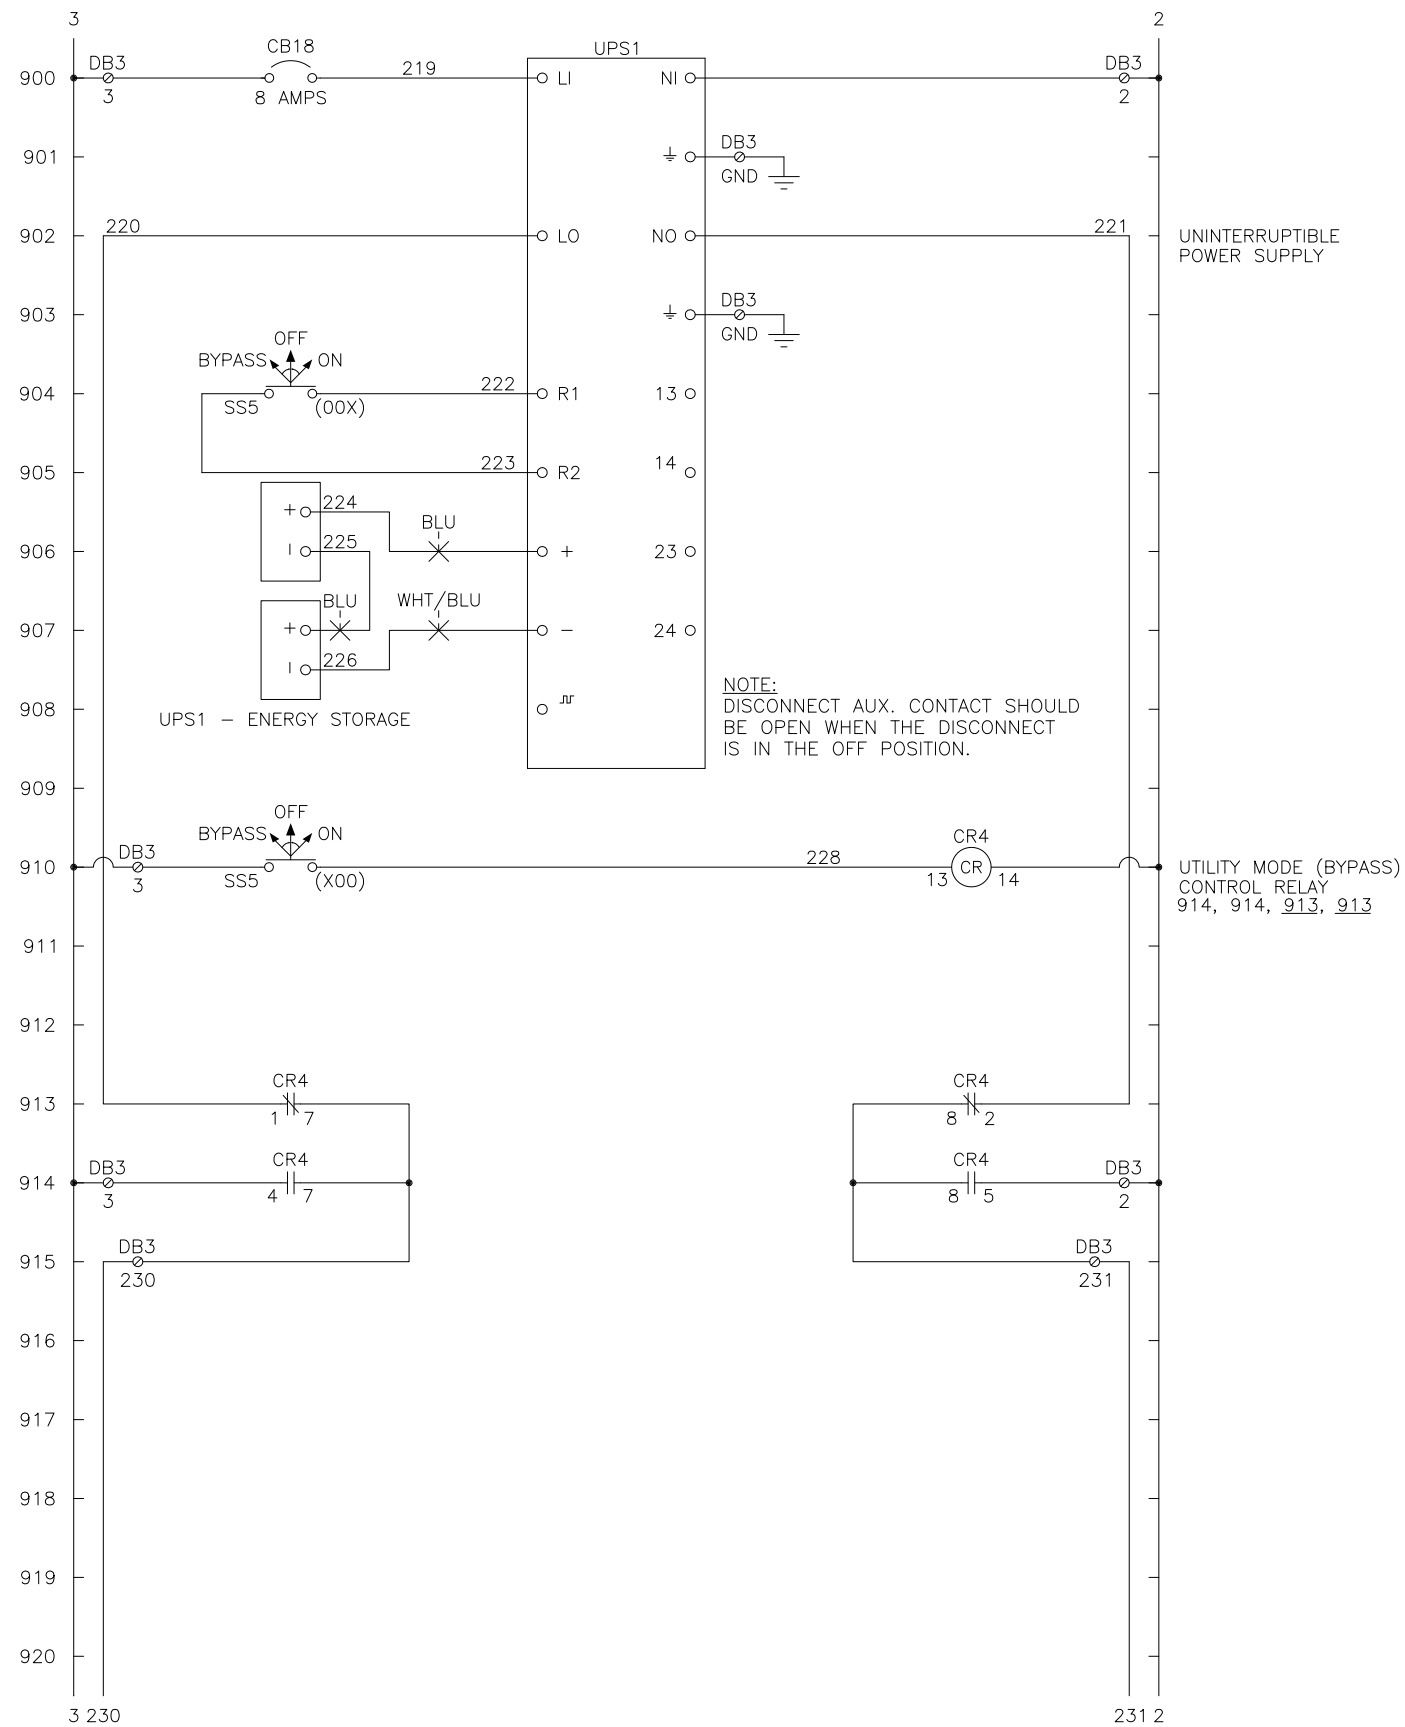 3
2
DB3
CB18
UPS1
DB3
900
219
LI
NI
3
8 AMPS
2
901
DB3
GND
902
220
LO
NO
221
UNINTERRUPTIBLE
POWER SUPPLY
903
DB3
GND
OFF
BYPASS
ON
904
222
R1
13
SS5
(00X)
905
223
R2
14
+
224
BLU
906
225
+
23
BLU
WHT/BLU
907
+
–
24
226
NOTE:
DISCONNECT AUX. CONTACT SHOULD
BE OPEN WHEN THE DISCONNECT
IS IN THE OFF POSITION.
908
UPS1 – ENERGY STORAGE
909
OFF
BYPASS
ON
CR4
910
DB3
228
CR
UTILITY MODE (BYPASS)
CONTROL RELAY
914, 914, 913, 913
3
SS5
(X00)
13
14
911
912
CR4
CR4
913
1
7
8
2
CR4
CR4
914
DB3
DB3
3
4
7
8
5
2
915
DB3
DB3
230
231
916
917
918
919
920
3 230
231 2